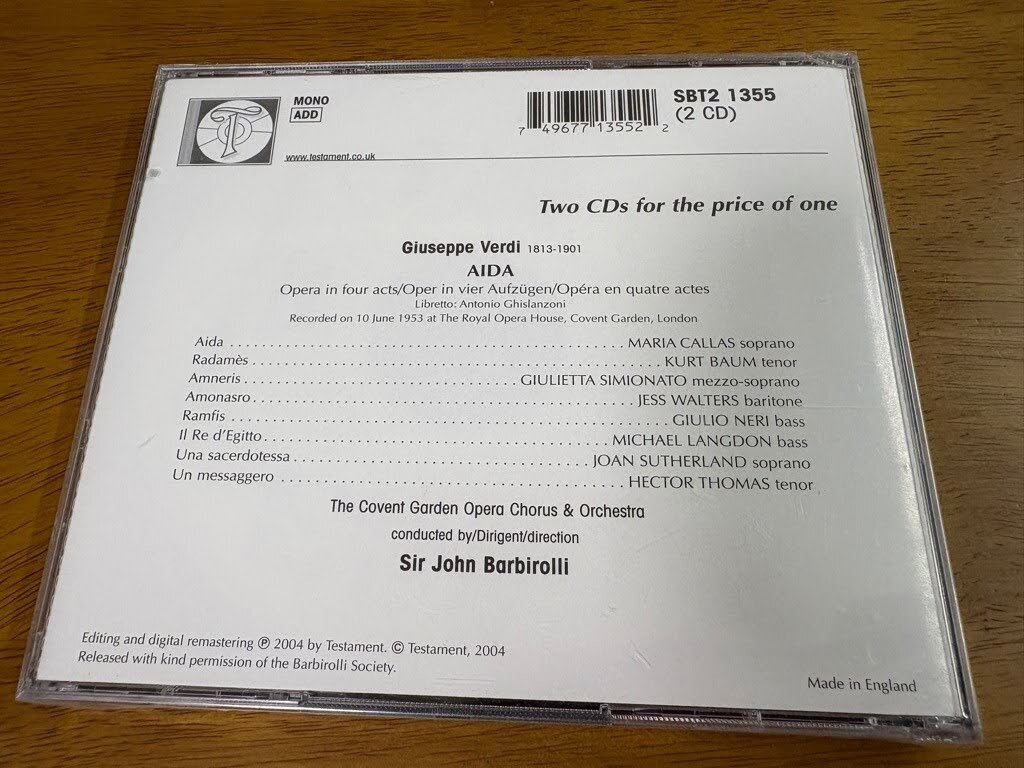 MONO
ADD
www.testament.co.uk
7 49677 13552 2
SBT2 1355
(2 CD)
Two CDs for the price of one
Giuseppe Verdi 1813-1901
AIDA
Opera in four acts/Oper in vier Aufzügen/Opéra en quatre actes
Libretto: Antonio Ghislanzoni
Recorded on 10 June 1953 at The Royal Opera House, Covent Garden, London
Aida . . . . . . . . . . . . . . . . . . . . . . . . . . . . . . MARIA CALLAS soprano
Radamès . . . . . . . . . . . . . . . . . . . . . . . . . . . . . . KURT BAUM tenor
Amneris . . . . . . . . . . . . . . . . . . . . GIULIETTA SIMIONATO mezzo-soprano
Amonasro . . . . . . . . . . . . . . . . . . . . . . . . . . . . JESS WALTERS baritone
Ramfis . . . . . . . . . . . . . . . . . . . . . . . . . . . . . . GIULIO NERI bass
Il Re d'Egitto . . . . . . . . . . . . . . . . . . . . . . . . MICHAEL LANGDON bass
Una sacerdotessa . . . . . . . . . . . . . . . . . . . . JOAN SUTHERLAND soprano
Un messaggero . . . . . . . . . . . . . . . . . . . . . . . . HECTOR THOMAS tenor
The Covent Garden Opera Chorus & Orchestra
conducted by/Dirigent/direction
Sir John Barbirolli
Editing and digital remastering ℗ 2004 by Testament. © Testament, 2004
Released with kind permission of the Barbirolli Society.
Made in England